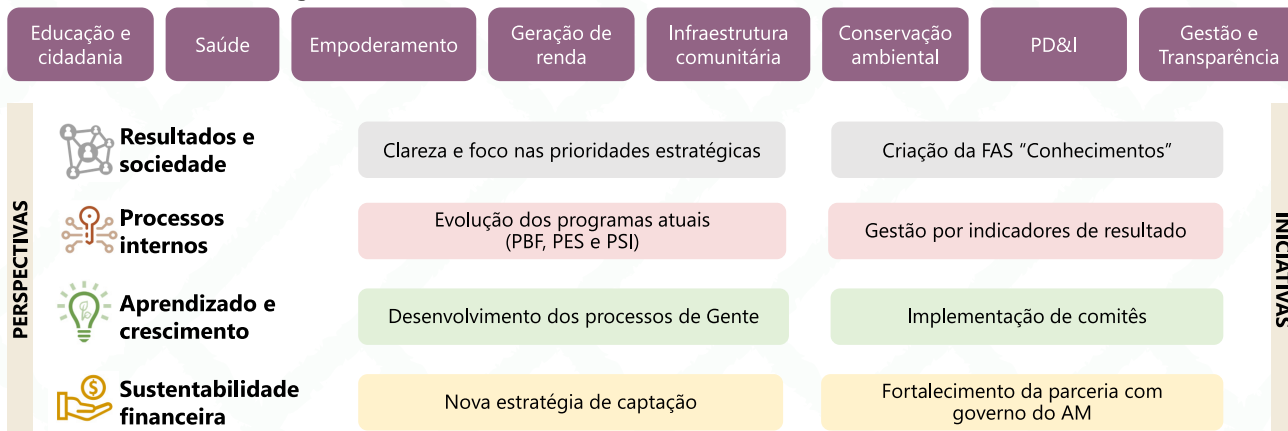 Educação e
cidadania
Saúde
Empoderamento
Geração de
renda
Infraestrutura
comunitária
Conservação
ambiental
PD&I
Gestão e
Transparência
PERSPECTIVAS
Resultados e
sociedade
Clareza e foco nas prioridades estratégicas
Criação da FAS “Conhecimentos”
Processos
internos
Evolução dos programas atuais
(PBF, PES e PSI)
Gestão por indicadores de resultado
Aprendizado e
crescimento
Desenvolvimento dos processos de Gente
Implementação de comitês
Sustentabilidade
financeira
Nova estratégia de captação
Fortalecimento da parceria com
governo do AM
INICIATIVAS